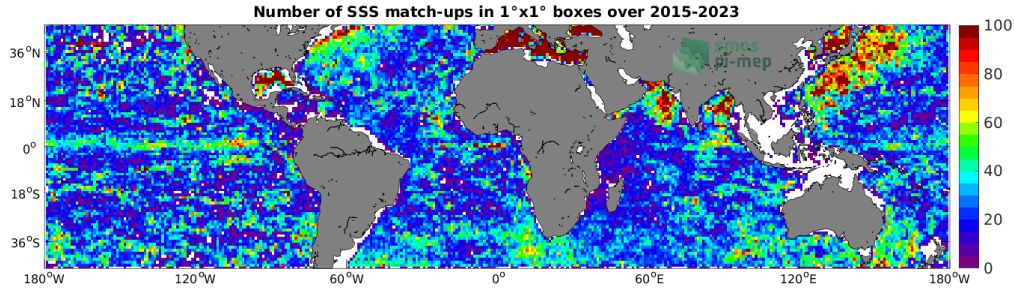 Number of SSS match-ups in 1°x1° boxes over 2015-2023
smos
pi-mep
36°N
18°N
0°
18°S
36°S
180°W 120°W 60°W 0° 60°E 120°E 180°W
100
80
60
40
20
0